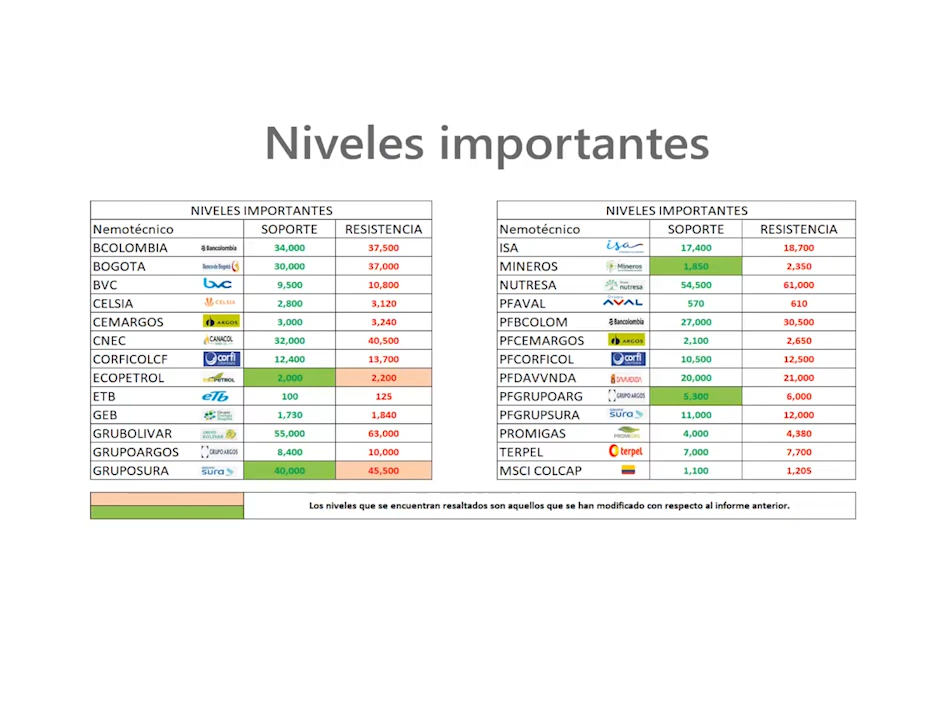 Niveles importantes
NIVELES IMPORTANTES
Nemotécnico SOPORTE RESISTENCIA
BCOLOMBIA Bancolombia 34,000 37,500
BOGOTA Banco de Bogotá 30,000 37,000
BVC bvc 9,500 10,800
CELSIA CELSIA 2,800 3,120
CEMARGOS ARGOS 3,000 3,240
CNEC CANACOL 32,000 40,500
CORFICOLCF corfi 12,400 13,700
ECOPETROL ECOPETROL 2,000 2,200
ETB eTb 100 125
GEB 1,730 1,840
GRUBOLIVAR 55,000 63,000
GRUPOARGOS GRUPO ARGOS 8,400 10,000
GRUPOSURA sura 40,000 45,500
NIVELES IMPORTANTES
Nemotécnico SOPORTE RESISTENCIA
ISA isa 17,400 18,700
MINEROS Mineros 1,850 2,350
NUTRESA nutresa 54,500 61,000
PFAVAL AVAL 570 610
PFBCOLOM Bancolombia 27,000 30,500
PFCEMARGOS ARGOS 2,100 2,650
PFCORFICOL corfi 10,500 12,500
PFDAVVNDA DAVIVIENDA 20,000 21,000
PFGRUPOARG GRUPO ARGOS 5,300 6,000
PFGRUPSURA sura 11,000 12,000
PROMIGAS PROMIGAS 4,000 4,380
TERPEL terpel 7,000 7,700
MSCI COLCAP 1,100 1,205
Los niveles que se encuentran resaltados son aquellos que se han modificado con respecto al informe anterior.